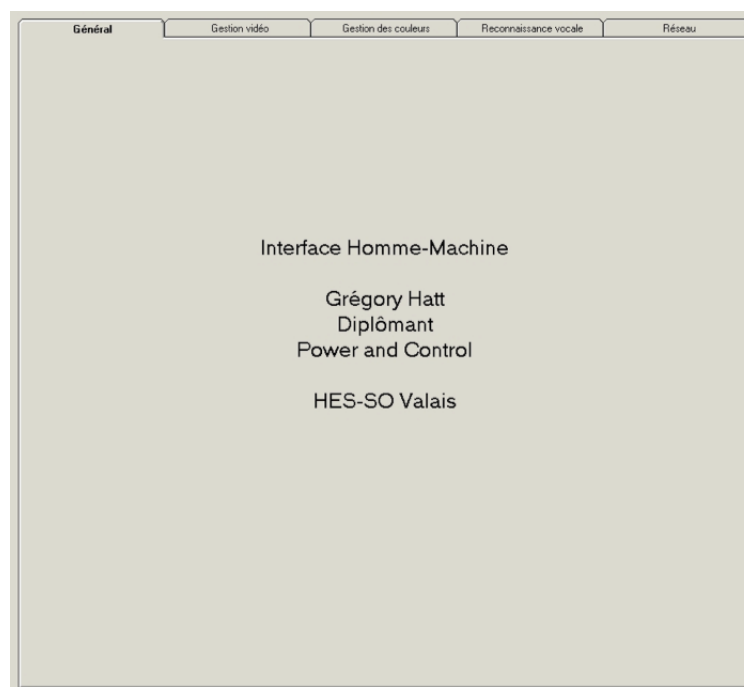 Général
Gestion vidéo
Gestion des couleurs
Reconnaissance vocale
Réseau
Interface Homme-Machine
Grégory Hatt
Diplômant
Power and Control
HES-SO Valais